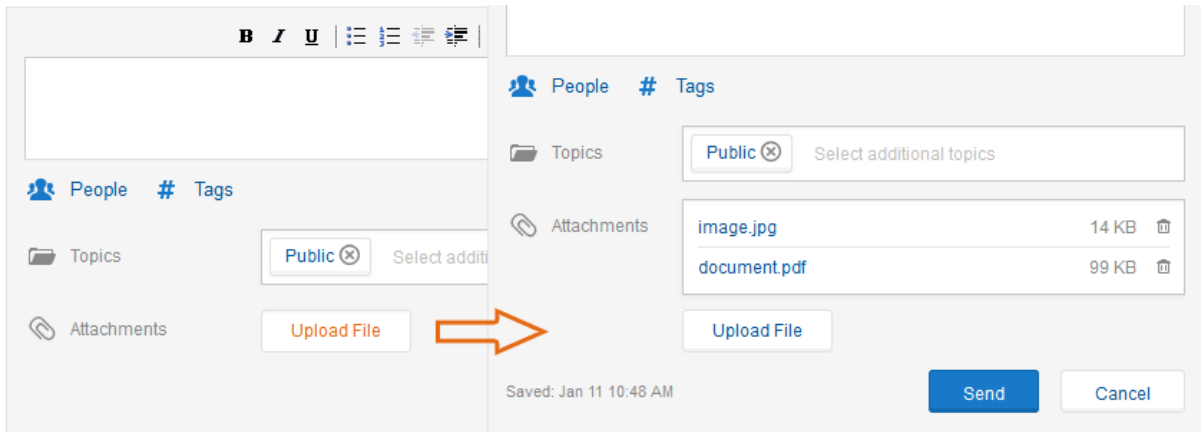 B I U
People # Tags
Topics Public Select additi
Attachments Upload File
People # Tags
Topics Public Select additional topics
Attachments image.jpg 14 KB
document.pdf 99 KB
Upload File
Saved: Jan 11 10:48 AM Send Cancel